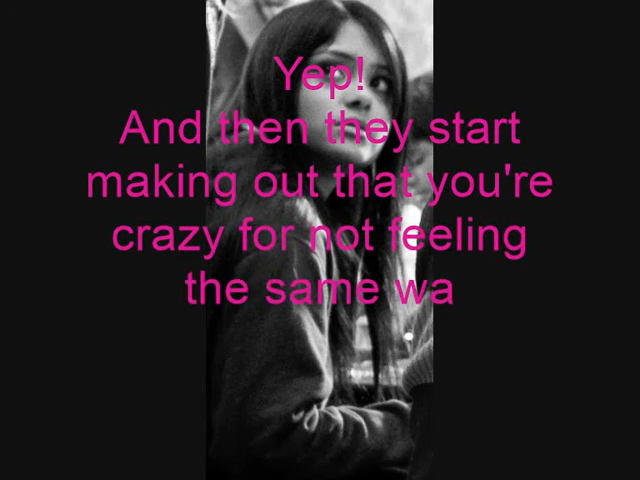 Yep!
And then they start
making out that you're
crazy for not feeling
the same wa